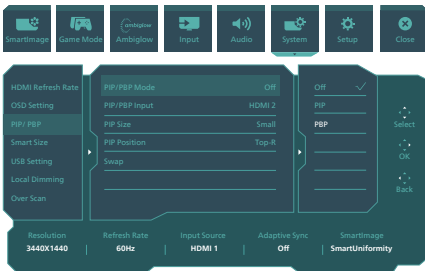 ambiglow
SmartImage Game Mode Ambiglow Input Audio System Setup Close
HDMI Refresh Rate PIP/PBP Mode Off Off
OSD Setting PIP/PBP Input HDMI 2 PIP
PIP/ PBP PIP Size Small PBP
Select
Smart Size PIP Position Top-R
OK
USB Setting Swap
Local Dimming
Back
Over Scan
Resolution Refresh Rate Input Source Adaptive Sync SmartImage
3440X1440 60Hz HDMI 1 Off SmartUniformity